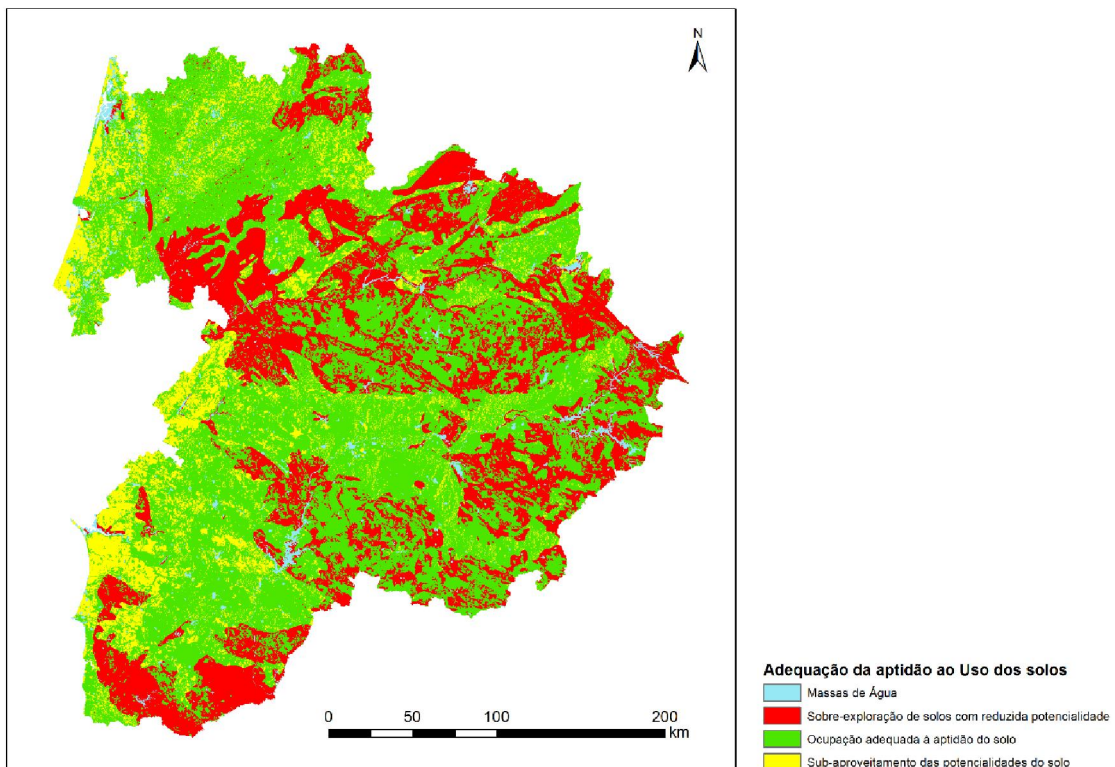 N
0 50 100 200
km
Adequação da aptidão ao Uso dos solos
Massas de Água
Sobre-exploração de solos com reduzida potencialidade
Ocupação adequada à aptidão do solo
Sub-aproveitamento das potencialidades do solo